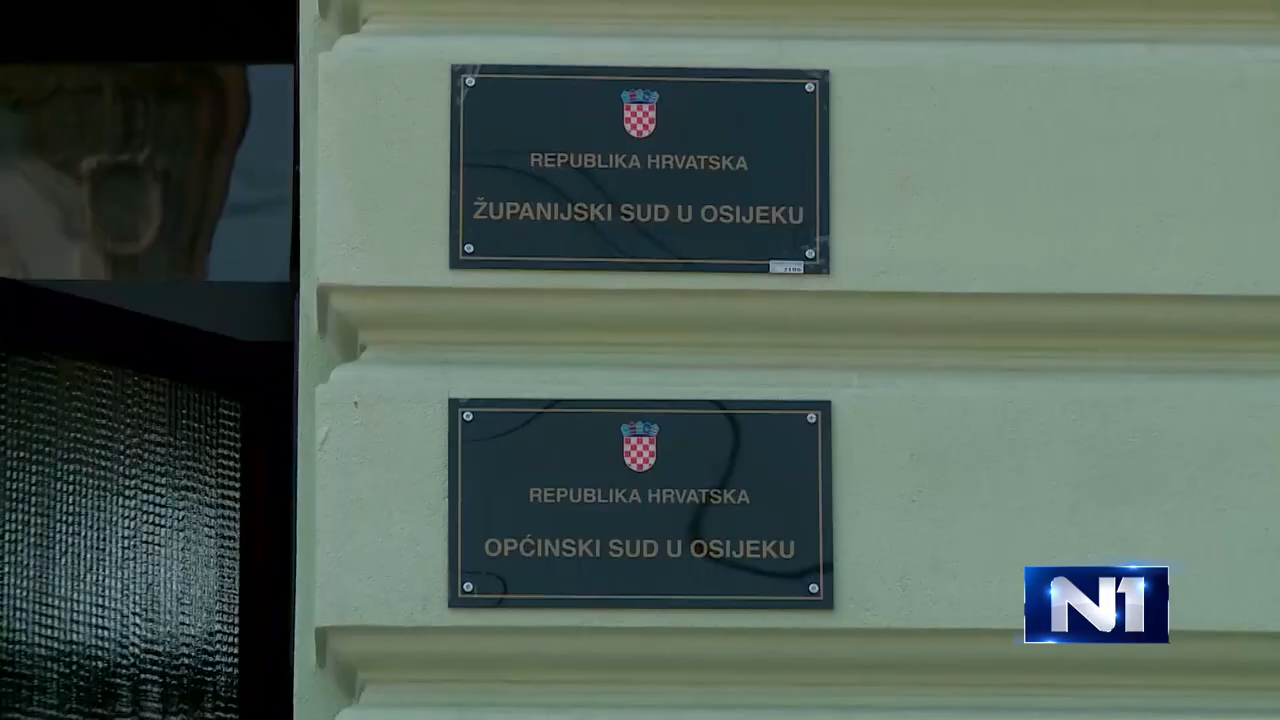 REPUBLIKA HRVATSKA
ŽUPANIJSKI SUD U OSIJEKU
REPUBLIKA HRVATSKA
OPĆINSKI SUD U OSIJEKU
N1